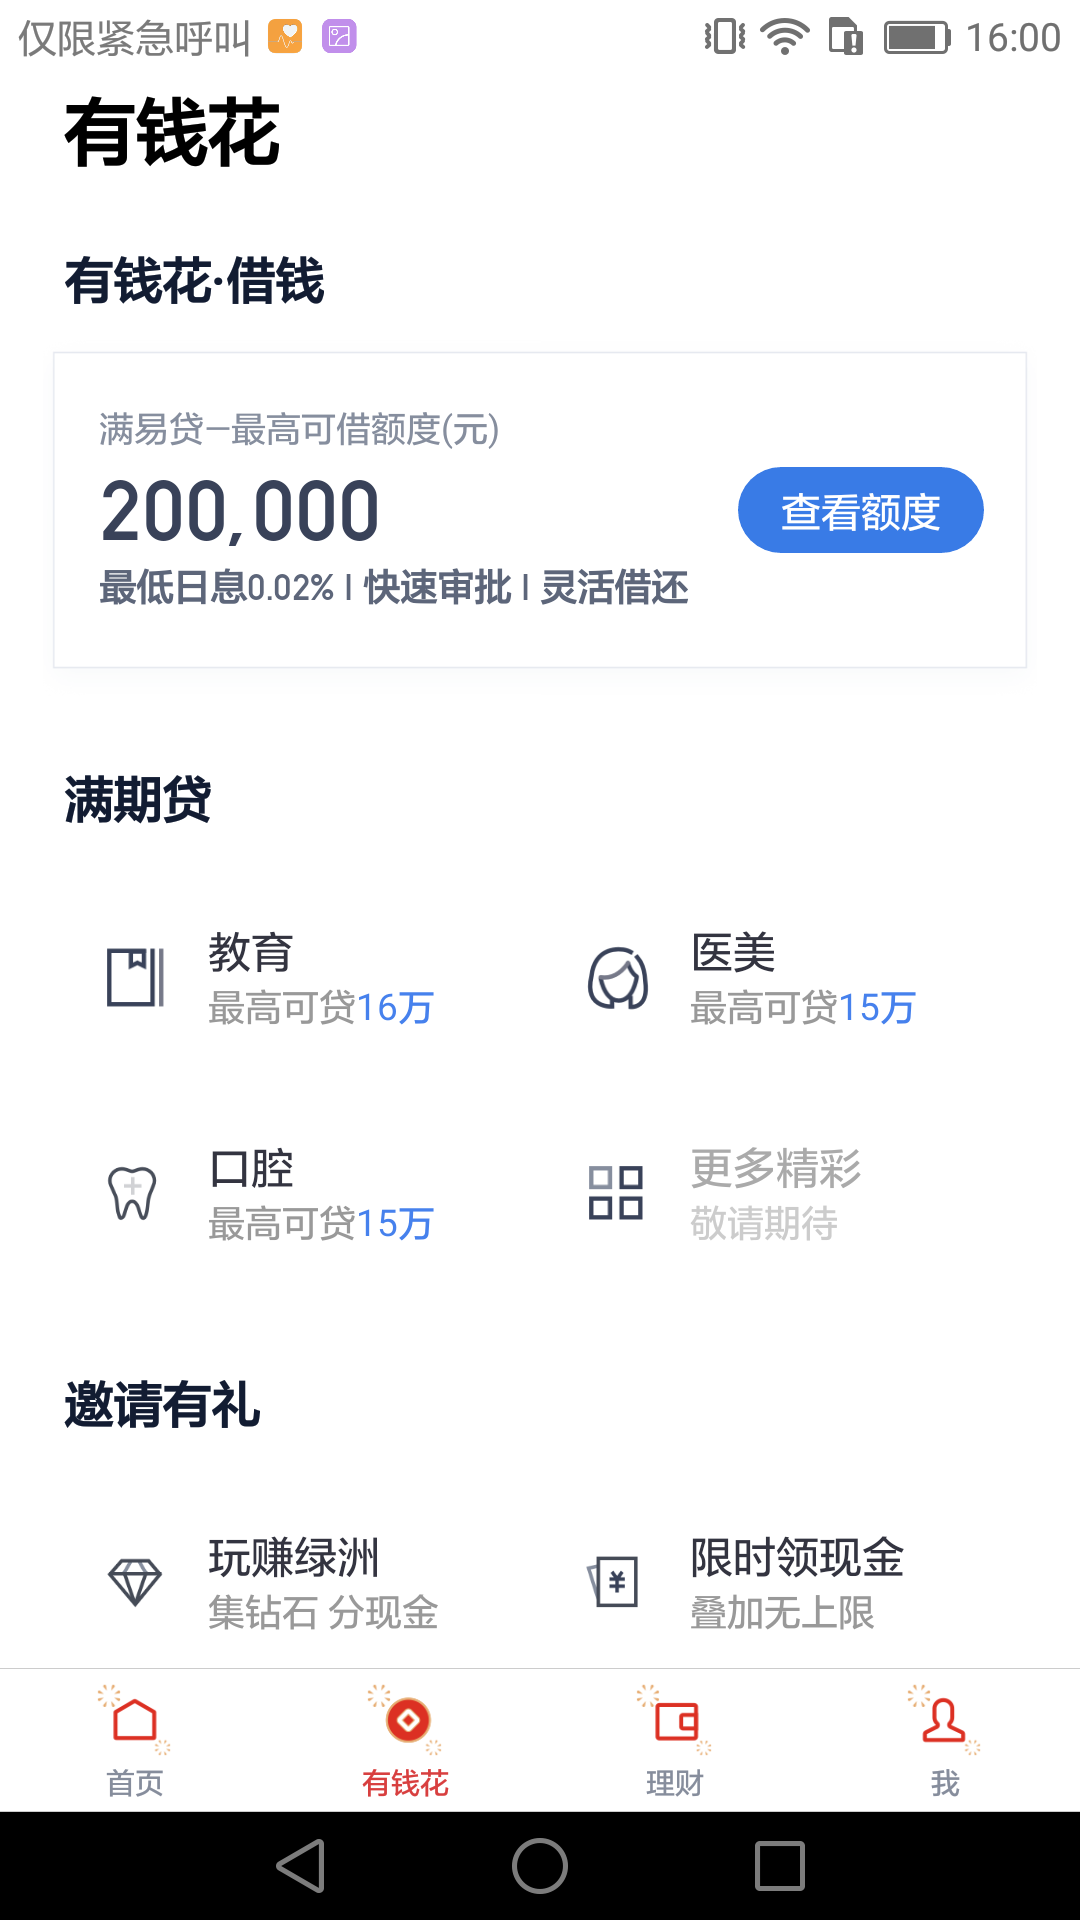 仅限紧急呼叫 16:00
有钱花
有钱花·借钱
满易贷—最高可借额度(元)
200,000
查看额度
最低日息0.02% | 快速审批 | 灵活借还
满期贷
教育
最高可贷16万
医美
最高可贷15万
口腔
最高可贷15万
更多精彩
敬请期待
邀请有礼
玩赚绿洲
集钻石 分现金
限时领现金
叠加无上限
首页
有钱花
理财
我